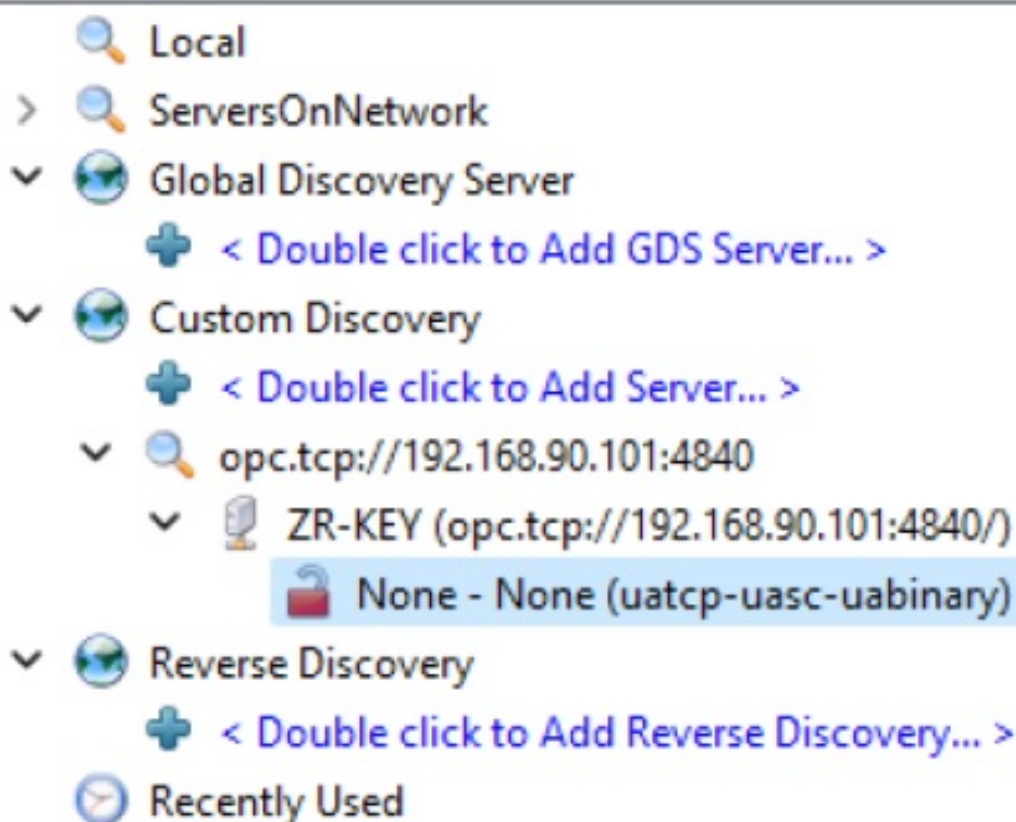 Local
ServersOnNetwork
Global Discovery Server
< Double click to Add GDS Server... >
Custom Discovery
< Double click to Add Server... >
opc.tcp://192.168.90.101:4840
ZR-KEY (opc.tcp://192.168.90.101:4840/)
None - None (uatcp-uasc-uabinary)
Reverse Discovery
< Double click to Add Reverse Discovery... >
Recently Used